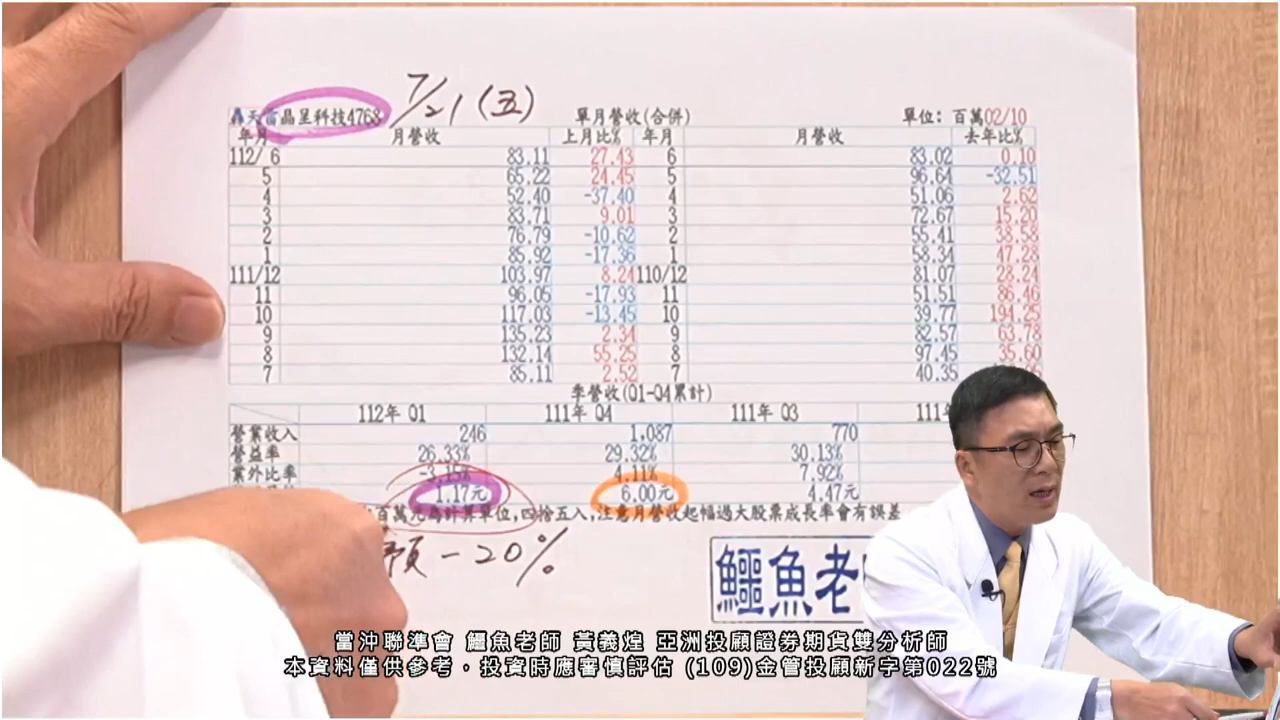 7/21(五)
晶呈科技4768 單月營收(合併) 單位: 百萬02/10
年月 月營收 上月比% 年月 月營收 去年比%
112/ 6 83.11 27.43 6 83.02 0.10
5 65.22 24.45 5 96.64 -32.51
4 52.40 -37.40 4 51.06 2.62
3 83.71 9.01 3 72.67 15.20
2 76.79 -10.62 2 55.41 38.58
1 85.92 -17.36 1 58.34 47.28
111/12 103.97 8.24 110/12 81.07 28.24
11 96.05 -17.93 11 51.51 86.46
10 117.03 -13.45 10 39.77 194.25
9 135.23 2.34 9 82.57 63.78
8 132.14 55.25 8 97.45 35.60
7 85.11 2.52 7 40.35
季營收(Q1-Q4累計)
112年 Q1 111年 Q4 111年 Q3 111
營業收入 246 1,087 770
營益率 26.33% 29.32% 30.13%
業外比率 -3.15% 4.11% 7.92%
1.17元 6.00元 4.47元
百萬元為計算單位,四捨五入,注意月營收起幅過大股票成長率會有誤差
預 -20%
鱷魚老
當沖聯準會 鱷魚老師 黃義煌 亞洲投顧證券期貨雙分析師
本資料僅供參考，投資時應審慎評估 (109)金管投顧新字第022號